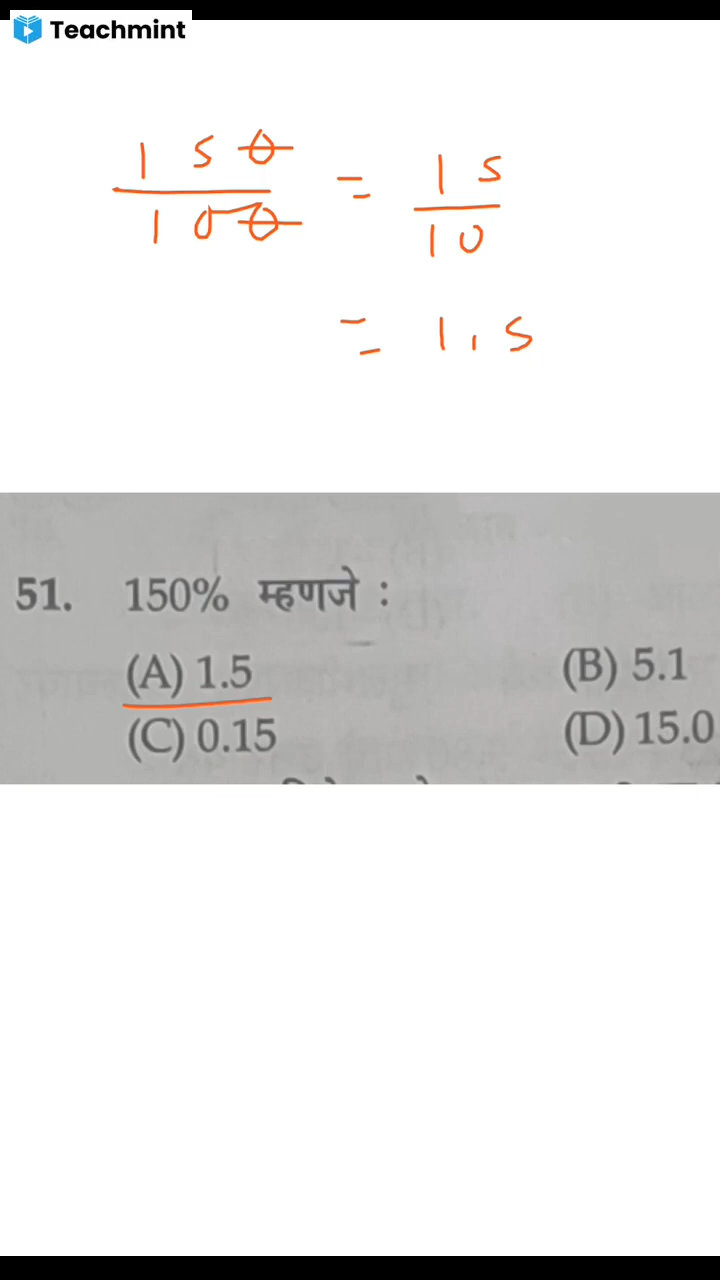 Teachmint
150/100 = 15/10
= 1.5
51. 150% म्हणजे :
(A) 1.5 (B) 5.1
(C) 0.15 (D) 15.0